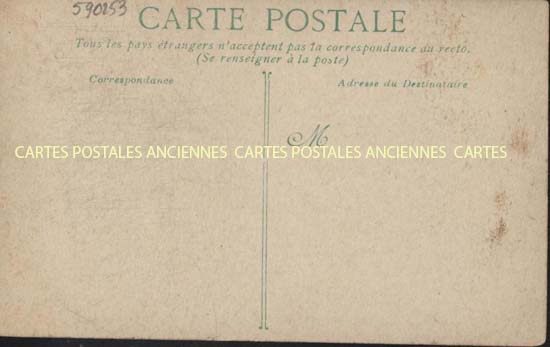 590153
CARTE POSTALE
Tous les pays étrangers n'acceptent pas la correspondance au recto.
(Se renseigner à la poste)
Correspondance
Adresse du Destinataire
M
CARTES POSTALES ANCIENNES CARTES POSTALES ANCIENNES CARTES